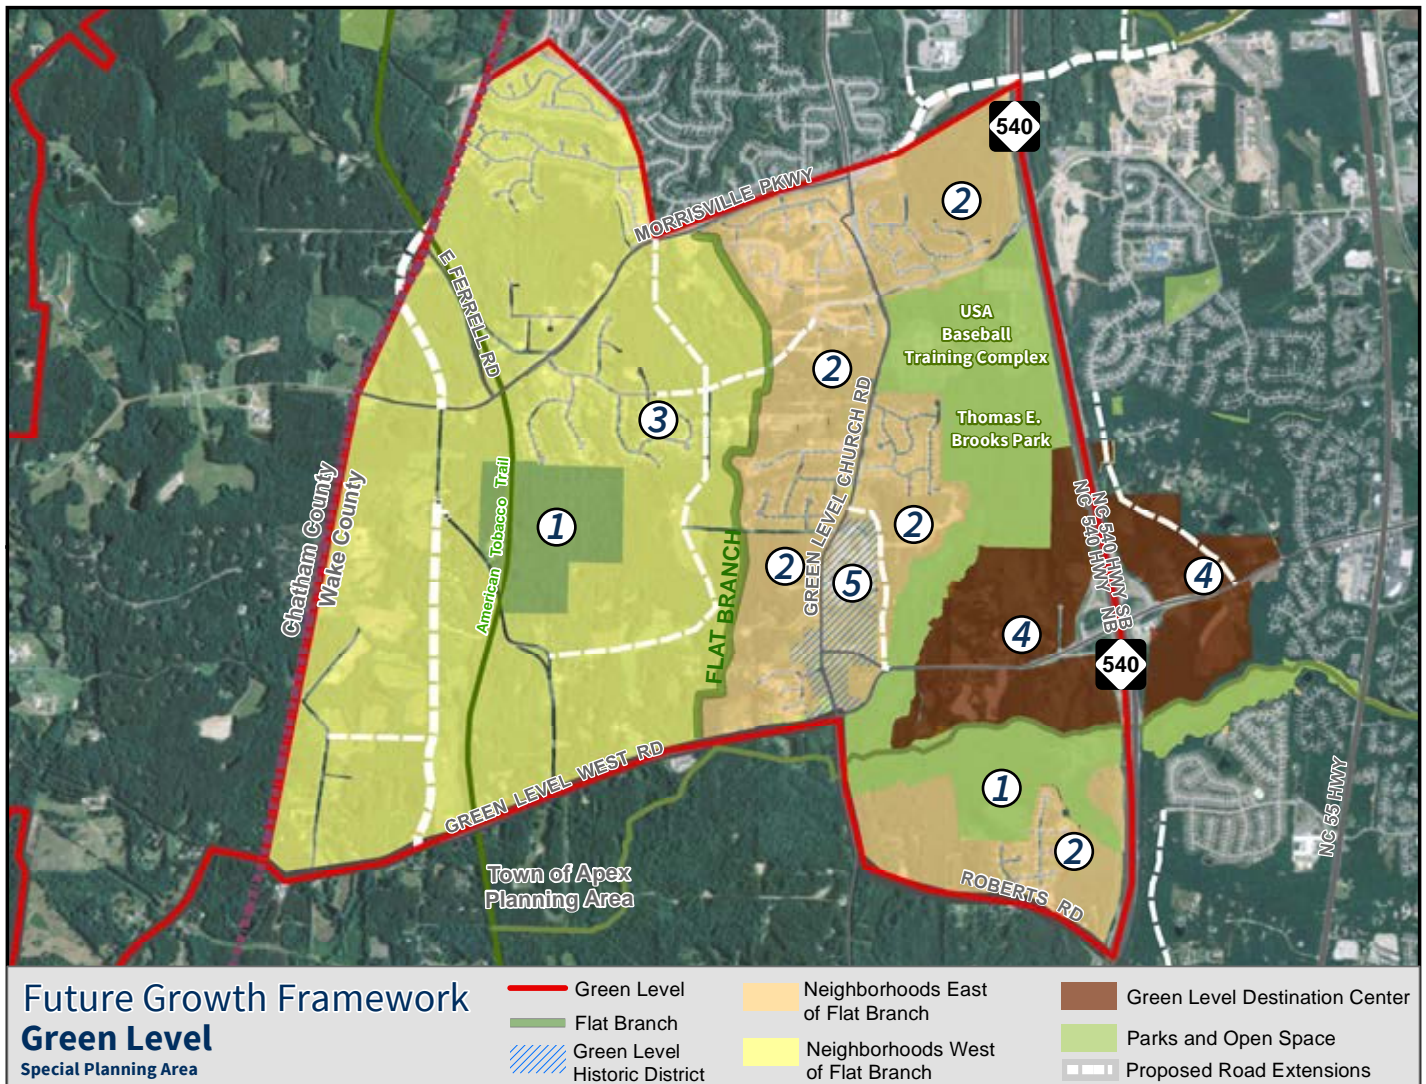 540
MORRISVILLE PKWY
2
E FERRELL RD
USA
Baseball
Training Complex
2
3
Thomas E.
Brooks Park
GREEN LEVEL CHURCH RD
Chatham County
Wake County
American Tobacco Trail
1
FLAT BRANCH
2
2
5
NC 540 HWY SB
NC 540 HWY NB
4
4
540
GREEN LEVEL WEST RD
1
2
ROBERTS RD
NC 55 HWY
Town of Apex
Planning Area
Future Growth Framework
Green Level
Special Planning Area
Green Level
Flat Branch
Green Level
Historic District
Neighborhoods East
of Flat Branch
Neighborhoods West
of Flat Branch
Green Level Destination Center
Parks and Open Space
Proposed Road Extensions